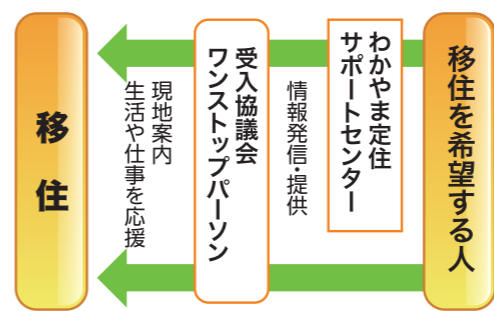 移住を希望する人
わかやま定住
サポートセンター
情報発信・提供
受入協議会
ワンストップパーソン
現地案内
生活や仕事を応援
移住